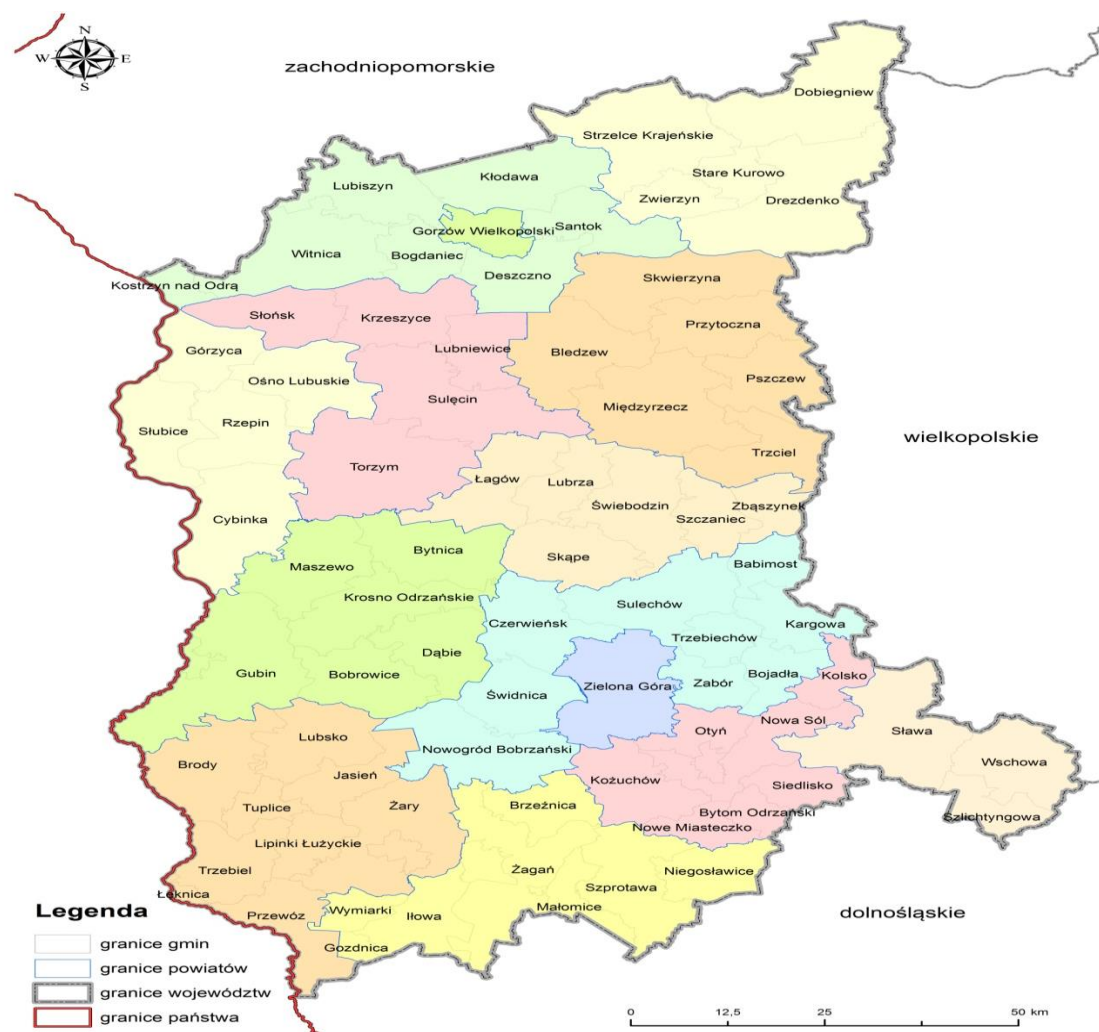 N
W E
S
zachodniopomorskie
Dobiegniew
Strzelce Krajeńskie
Stare Kurowo
Kłodawa
Lubiszyn
Zwierzyn
Drezdenko
Santok
Gorzów Wielkopolski
Witnica
Bogdaniec
Deszczno
Skwierzyna
Kostrzyn nad Odrą
Słońsk
Krzeszyce
Przytoczna
Lubniewice
Górzyca
Bledzew
Ośno Lubuskie
Pszczew
Sulęcin
Międzyrzecz
Rzepin
Słubice
wielkopolskie
Trzciel
Torzym
Łagów
Lubrza
Świebodzin
Zbąszynek
Szczaniec
Cybinka
Bytnica
Skąpe
Maszewo
Babimost
Krosno Odrzańskie
Sulechów
Czerwieńsk
Kargowa
Trzebiechów
Dąbie
Gubin
Bobrowice
Kolsko
Bojadła
Zabór
Zielona Góra
Świdnica
Nowa Sól
Otyń
Sława
Lubsko
Nowogród Bobrzański
Brody
Wschowa
Jasień
Kożuchów
Siedlisko
Tuplice
Żary
Brzeźnica
Bytom Odrzański
Szlichtyngowa
Nowe Miasteczko
Lipinki Łużyckie
Trzebiel
Żagań
Niegosławice
Szprotawa
Łęknica
Małomice
Przewóz
Wymiarki
Iłowa
dolnośląskie
Gozdnica
Legenda
granice gmin
granice powiatów
granice województw
granice państwa
0 12,5 25 50 km